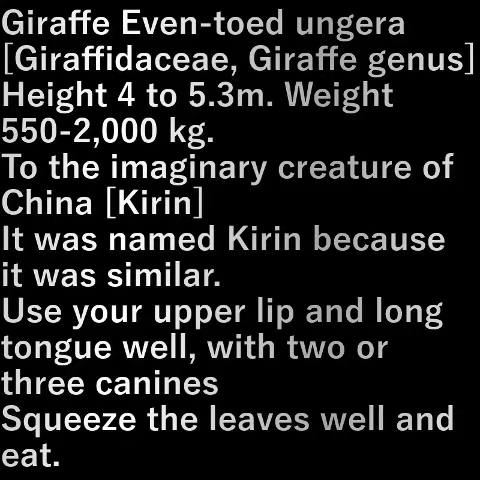 Giraffe Even-toed ungera
[Giraffidaceae, Giraffe genus]
Height 4 to 5.3m. Weight
550-2,000 kg.
To the imaginary creature of
China [Kirin]
It was named Kirin because
it was similar.
Use your upper lip and long
tongue well, with two or
three canines
Squeeze the leaves well and
eat.